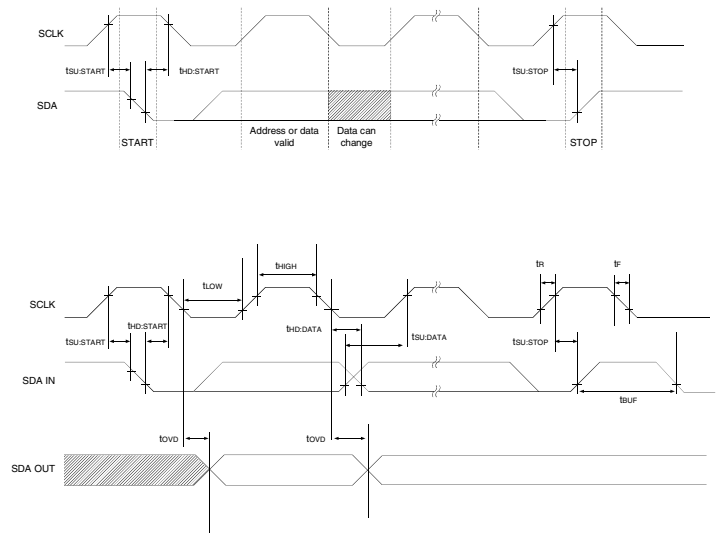 SCLK
tSU:START
tHD:START
tSU:STOP
SDA
START
Address or data
valid
Data can
change
STOP
tHIGH
tR
tF
tLOW
SCLK
tSU:START
tHD:START
tHD:DATA
tSU:DATA
tSU:STOP
SDA IN
tBUF
tOVD
tOVD
SDA OUT